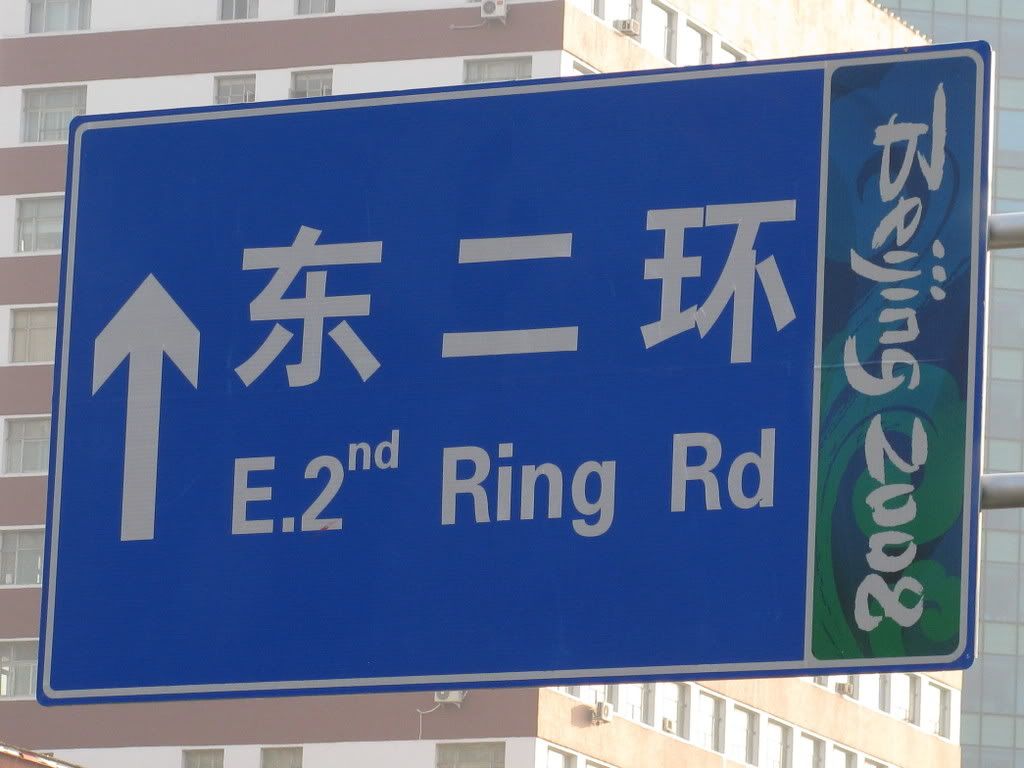 东二环
E.2nd Ring Rd
Beijing 2008